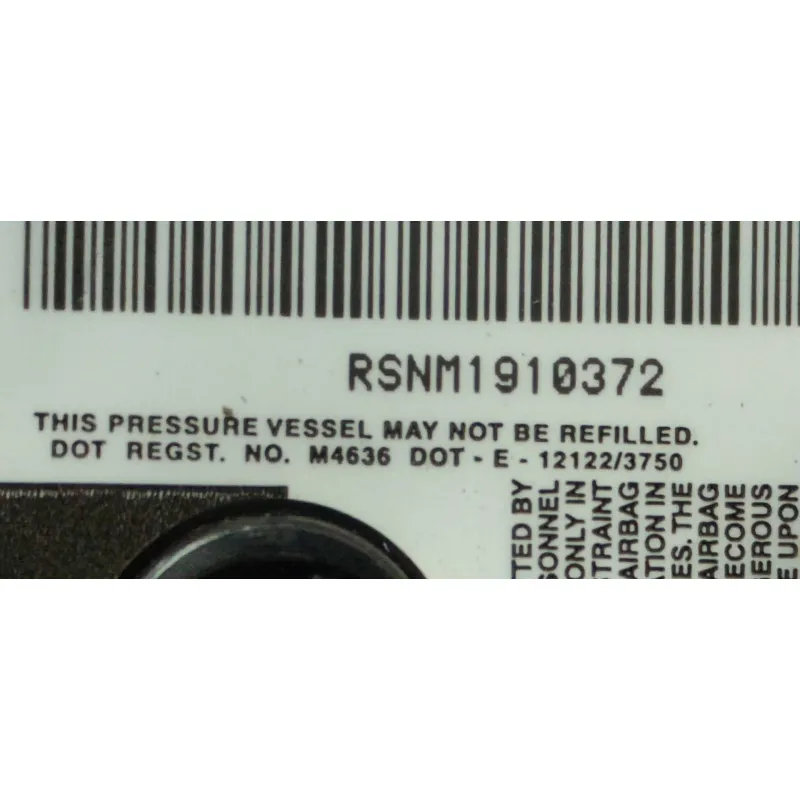 RSNM1910372
THIS PRESSURE VESSEL MAY NOT BE REFILLED.
DOT REGST. NO. M4636 DOT - E - 12122/3750
TED BY
SONNEL
ONLY IN
TRAINT
AIRBAG
ATION IN
ES. THE
AIRBAG
ECOME
GEROUS
E UPON